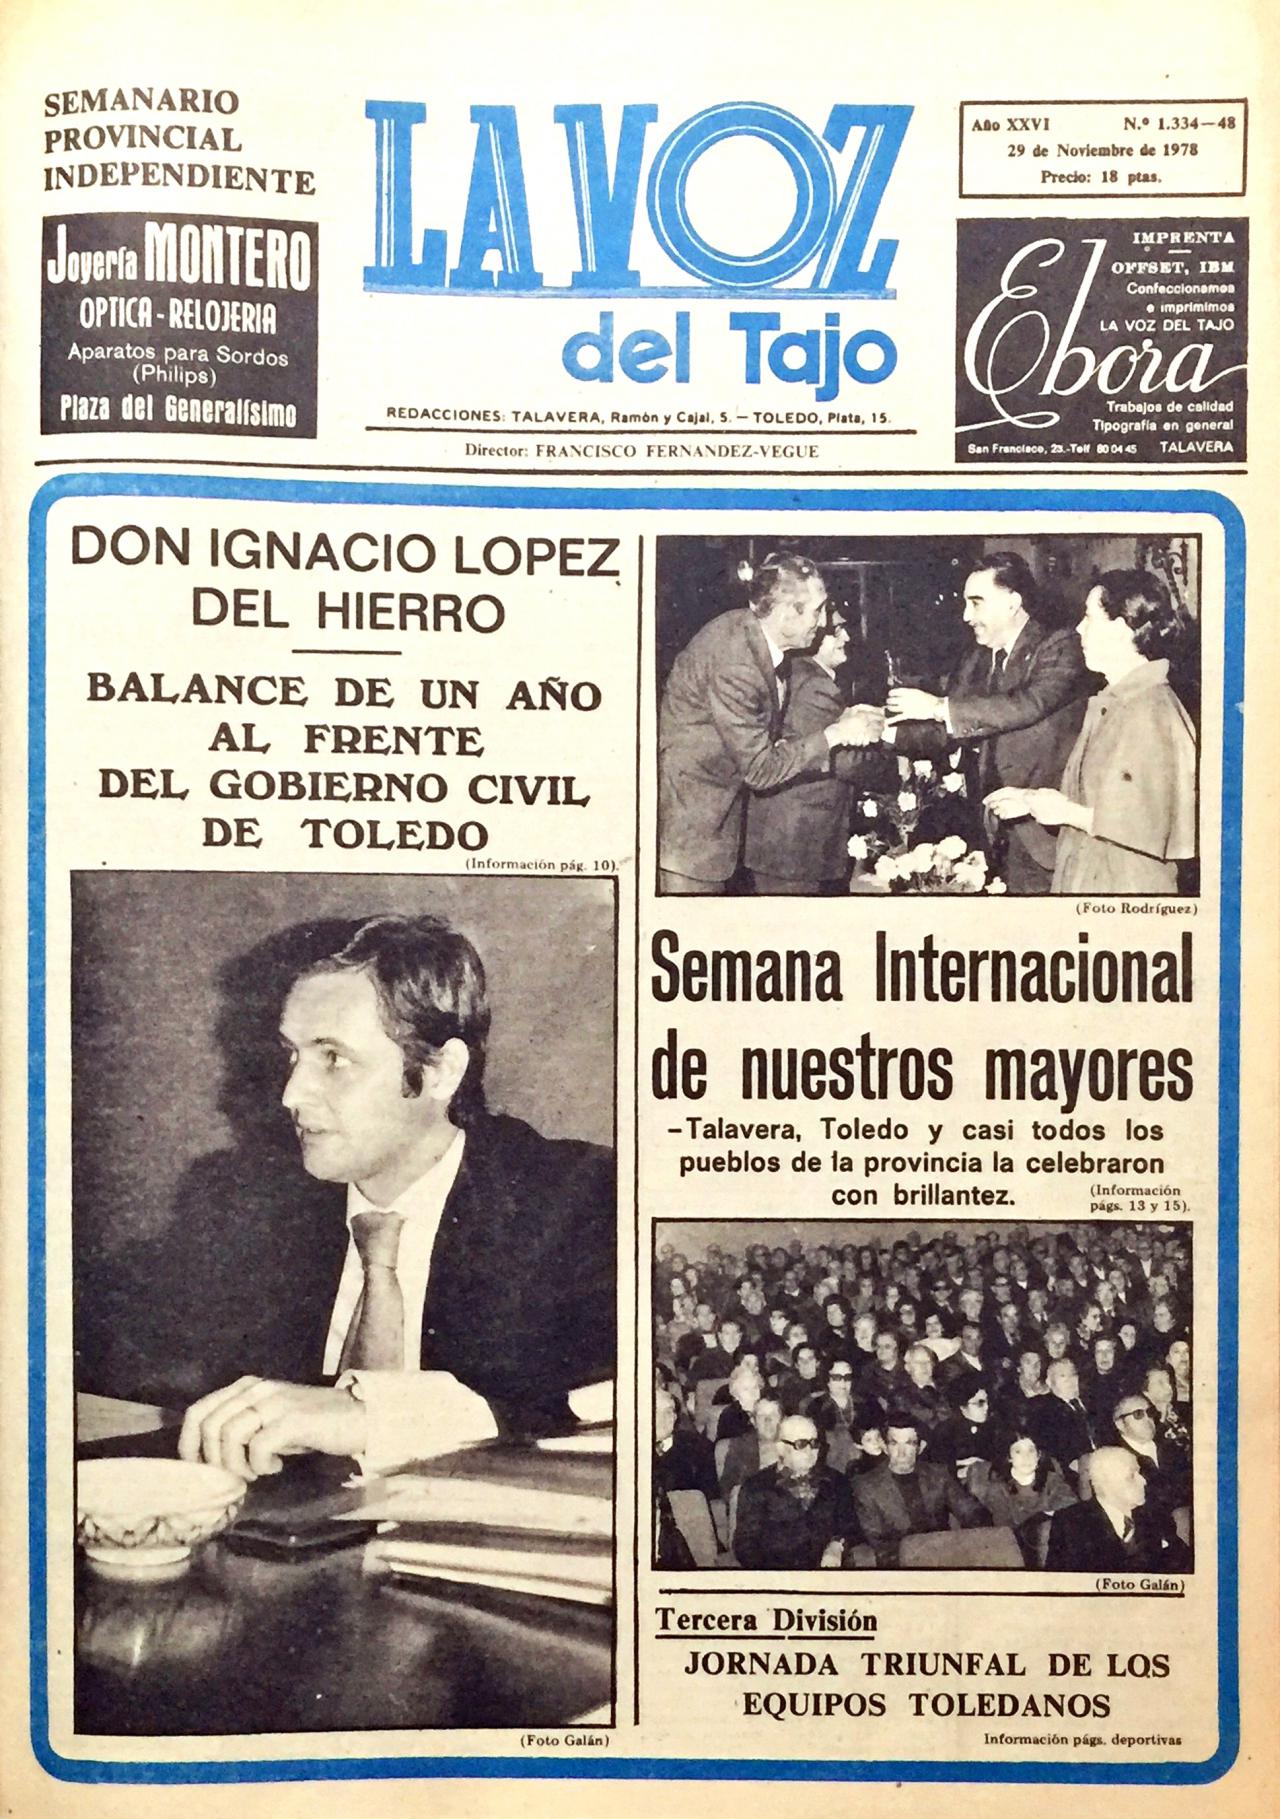 SEMANARIO
PROVINCIAL
INDEPENDIENTE
Joyería MONTERO
OPTICA - RELOJERIA
Aparatos para Sordos
(Philips)
Plaza del Generalísimo
LA VOZ
del Tajo
REDACCIONES: TALAVERA, Ramón y Cajal, 5. — TOLEDO, Plata, 15.
Director: FRANCISCO FERNANDEZ-VEGUE
Año XXVI N.º 1.334—48
29 de Noviembre de 1978
Precio: 18 ptas.
IMPRENTA
OFFSET, IBM
Confeccionamos
e imprimimos
LA VOZ DEL TAJO
Ebora
Trabajos de calidad
Tipografía en general
San Francisco, 23.-Telf 80 04 45 TALAVERA
DON IGNACIO LOPEZ
DEL HIERRO
BALANCE DE UN AÑO
AL FRENTE
DEL GOBIERNO CIVIL
DE TOLEDO
(Información pág. 10).
(Foto Galán)
(Foto Rodríguez)
Semana Internacional
de nuestros mayores
–Talavera, Toledo y casi todos los
pueblos de la provincia la celebraron
con brillantez.
(Información
págs. 13 y 15).
(Foto Galán)
Tercera División
JORNADA TRIUNFAL DE LOS
EQUIPOS TOLEDANOS
Información págs. deportivas